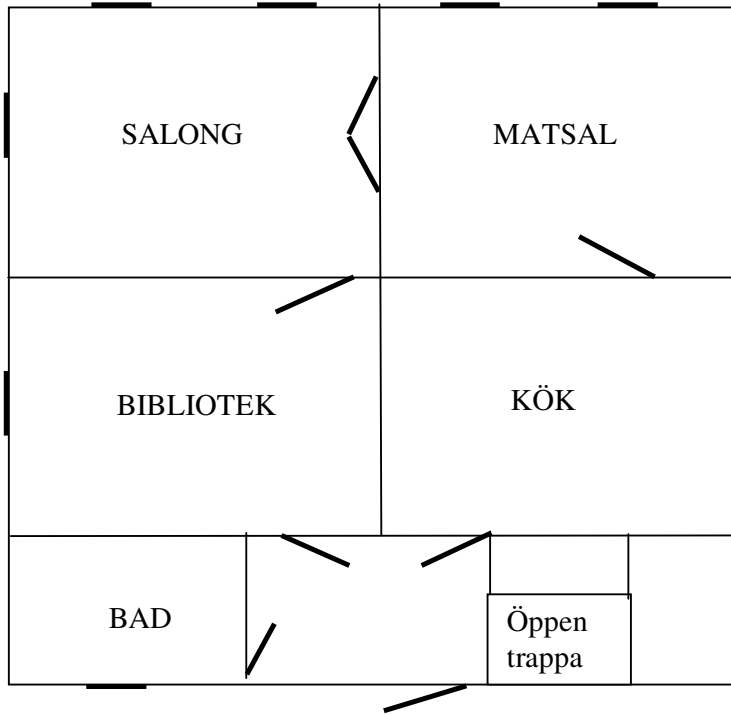 SALONG
MATSAL
BIBLIOTEK
KÖK
BAD
Öppen
trappa